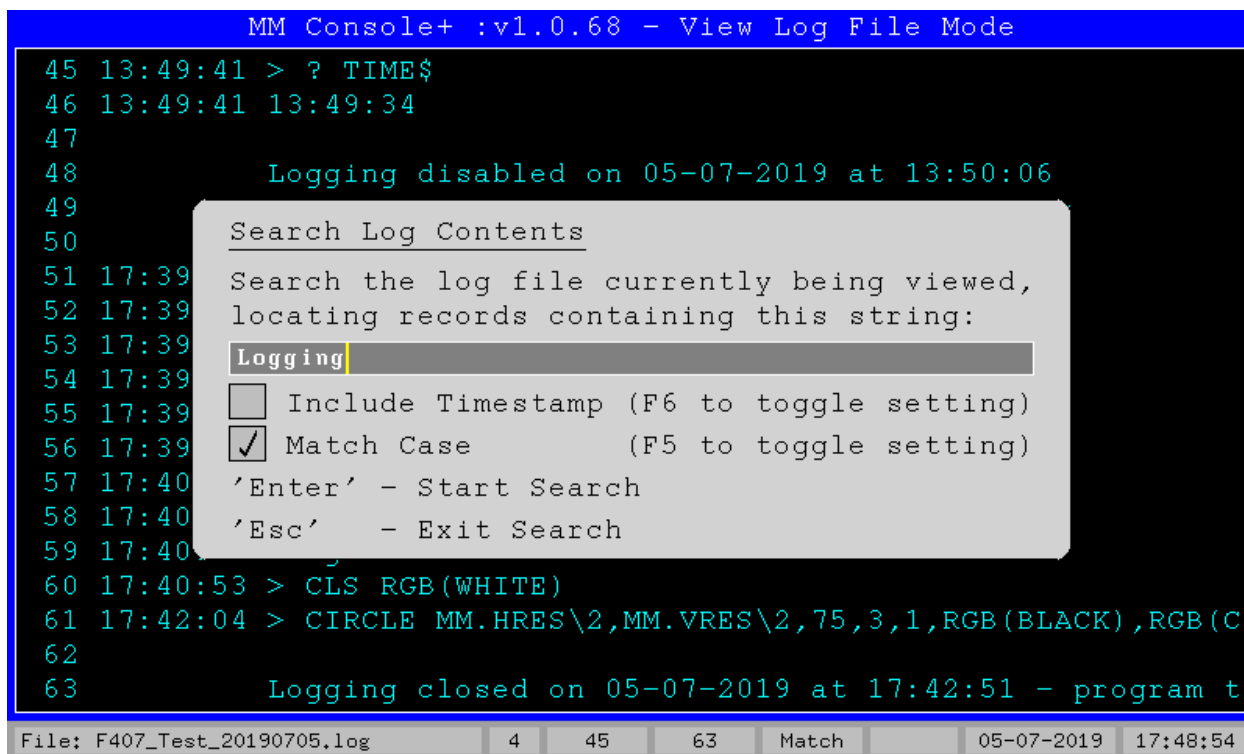 MM Console+ :v1.0.68 – View Log File Mode
45 13:49:41 > ? TIME$
46 13:49:41 13:49:34
47
48 Logging disabled on 05-07-2019 at 13:50:06
49
50
51 17:39
52 17:39
53 17:39
54 17:39
55 17:39
56 17:39
57 17:40
58 17:40
59 17:40
Search Log Contents
Search the log file currently being viewed,
locating records containing this string:
Logging
Include Timestamp (F6 to toggle setting)
✓ Match Case (F5 to toggle setting)
'Enter' – Start Search
'Esc' – Exit Search
60 17:40:53 > CLS RGB(WHITE)
61 17:42:04 > CIRCLE MM.HRES\2,MM.VRES\2,75,3,1,RGB(BLACK),RGB(C
62
63 Logging closed on 05-07-2019 at 17:42:51 – program t
File: F407_Test_20190705.log 4 45 63 Match 05-07-2019 17:48:54